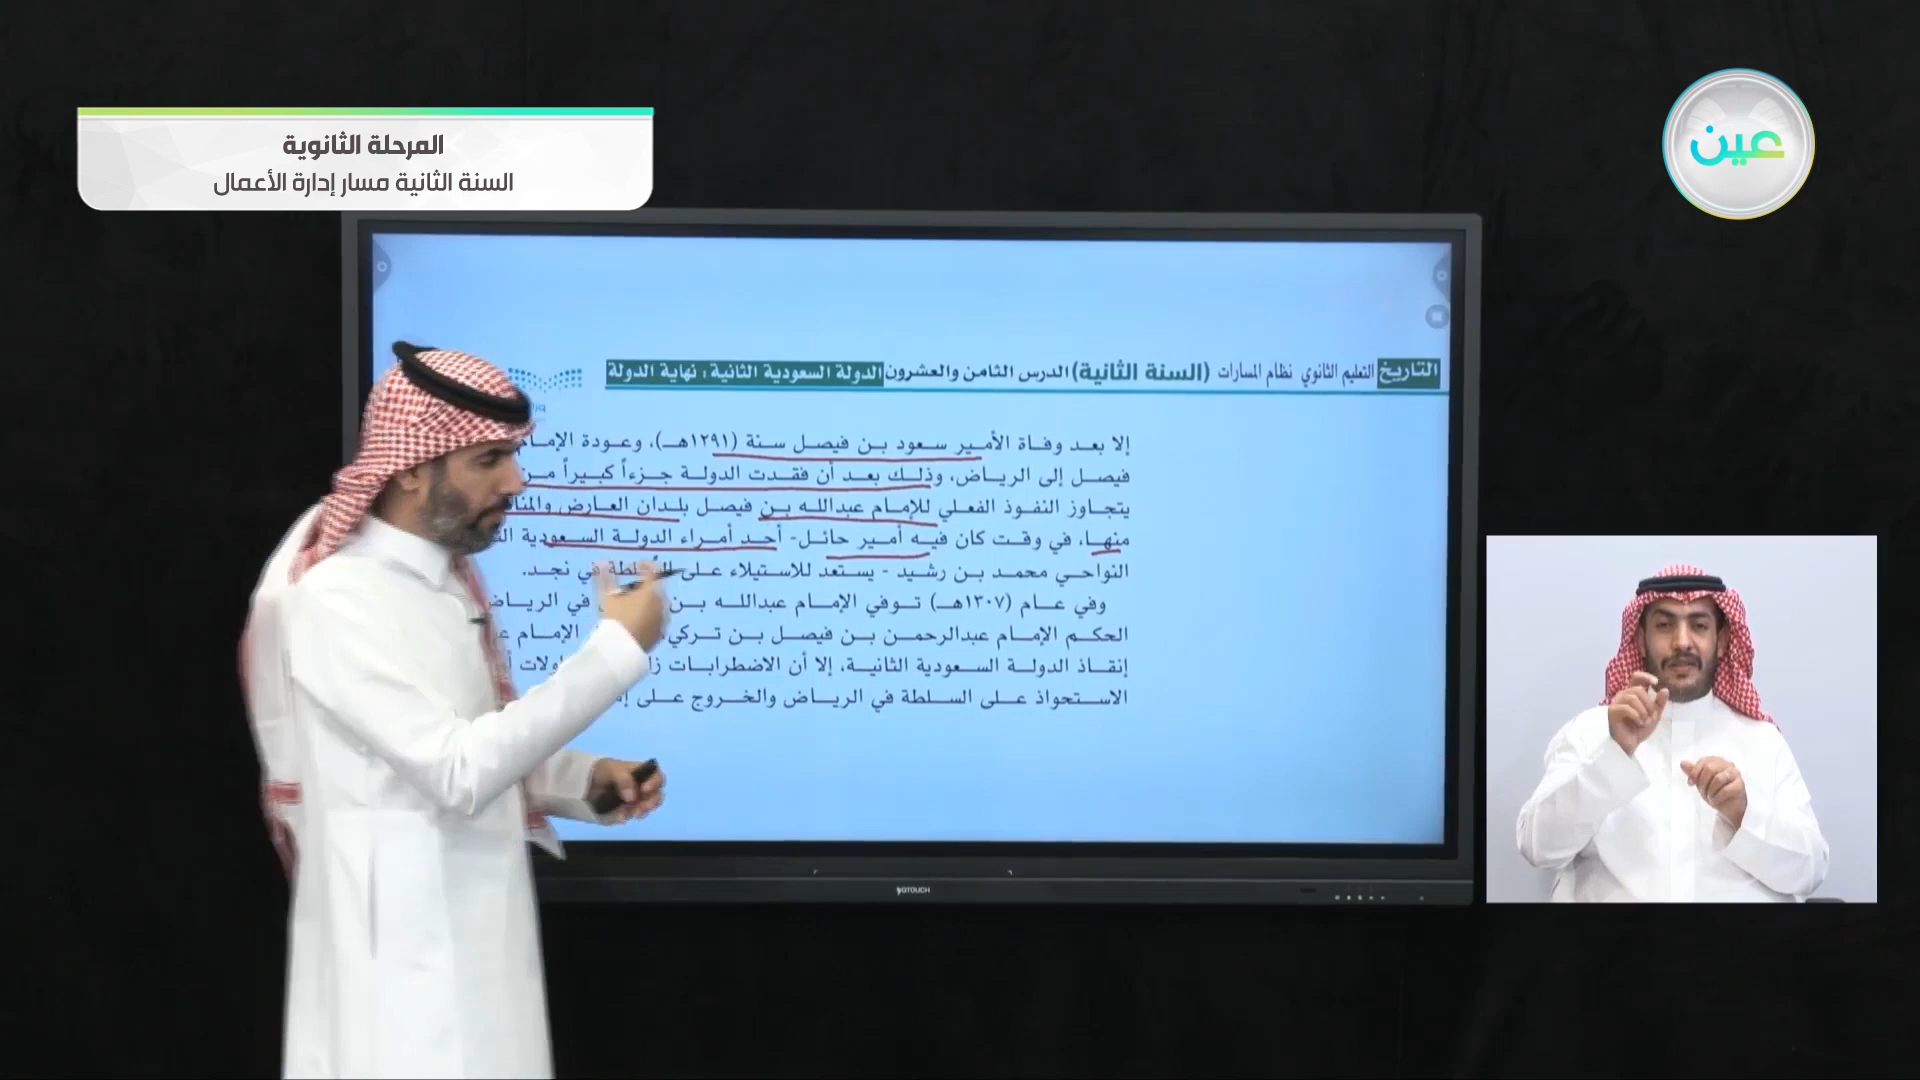 المرحلة الثانوية
السنة الثانية مسار إدارة الأعمال
عين
التاريخ التعليم الثانوي نظام المسارات (السنة الثانية) الدرس الثامن والعشرون الدولة السعودية الثانية : نهاية الدولة
إلا بعد وفاة الأمير سعود بن فيصل سنة (١٢٩١هـ)، وعودة
فيصل إلى الرياض، وذلك بعد أن فقدت الدولة جزءاً كبيراً من
يتجاوز النفوذ الفعلي للإمام عبدالله بن فيصل بلدان العارض
منها، في وقت كان فيه أمير حائل- أحد أمراء الدولة السعودية
النواحي محمد بن رشيد - يستعد للاستيلاء على السلطة في نجد.
وفي عام (١٣٠٧هـ) توفي الإمام عبدالله بن في الرياض
الحكم الإمام عبدالرحمن بن فيصل بن تركي، الإمام
إنقاذ الدولة السعودية الثانية، إلا أن الاضطرابات
الاستحواذ على السلطة في الرياض والخروج على
VGTOUCH